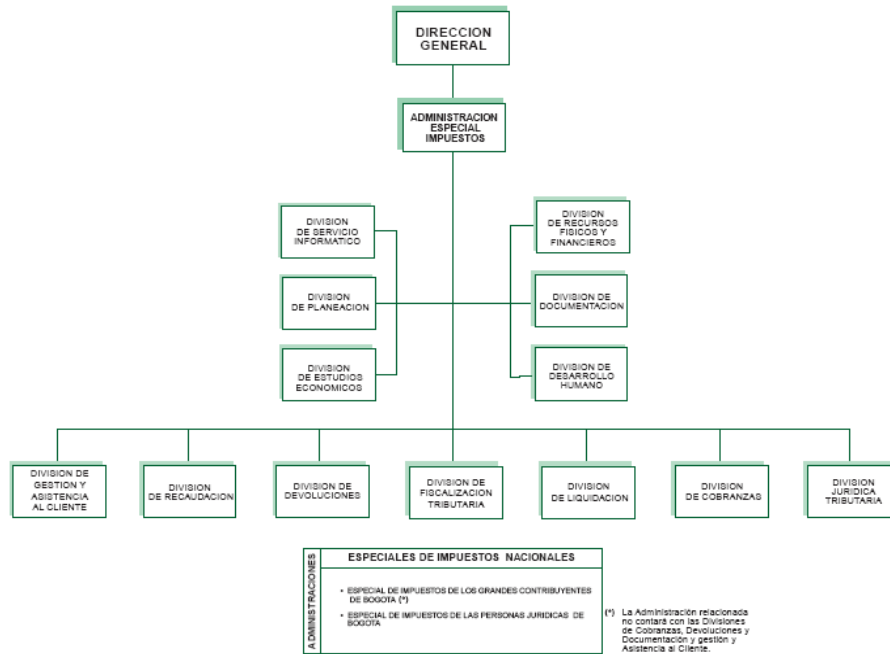 DIRECCION
GENERAL
ADMINISTRACION
ESPECIAL
IMPUESTOS
DIVISION
DE SERVICIO
INFORMATICO
DIVISION
DE RECURSOS
FISICOS Y
FINANCIEROS
DIVISION
DE PLANEACION
DIVISION DE
DOCUMENTACION
DIVISION
DE ESTUDIOS
ECONOMICOS
DIVISION DE
DESARROLLO
HUMANO
DIVISION DE
GESTION Y
ASISTENCIA
AL CLIENTE
DIVISION
DE RECAUDACION
DIVISION DE
DEVOLUCIONES
DIVISION DE
FISCALIZACION
TRIBUTARIA
DIVISION
DE LIQUIDACION
DIVISION
DE COBRANZAS
DIVISION
JURIDICA
TRIBUTARIA
ADMINISTRACIONES
ESPECIALES DE IMPUESTOS NACIONALES
• ESPECIAL DE IMPUESTOS DE LOS GRANDES CONTRIBUYENTES
DE BOGOTA (*)
• ESPECIAL DE IMPUESTOS DE LAS PERSONAS JURIDICAS DE
BOGOTA
(*) La Administración relacionada
no contará con las Divisiones
de Cobranzas, Devoluciones y
Documentación y gestión y
Asistencia al Cliente.